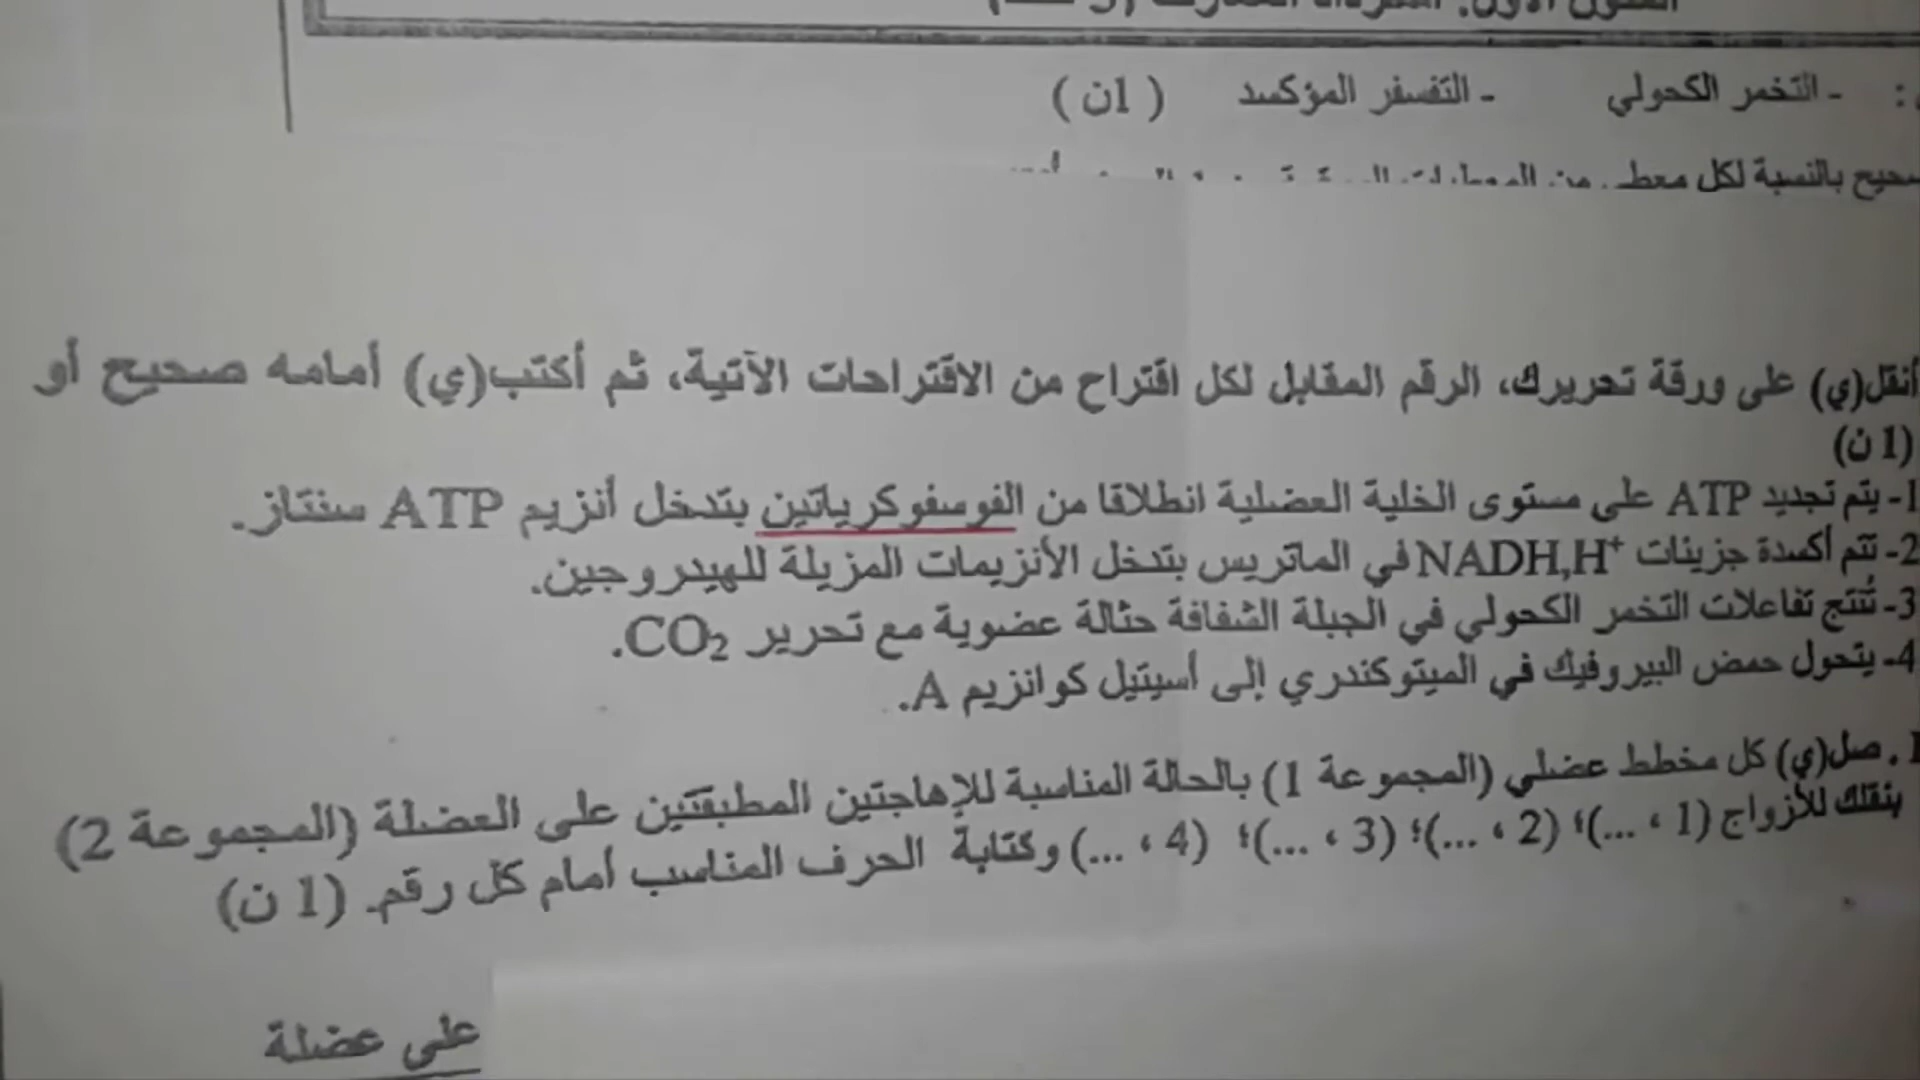 : - التخمر الكحولي - التفسفر المؤكسد ( 1ن )
صحيح بالنسبة لكل معطى من
أنقل(ي) على ورقة تحريرك، الرقم المقابل لكل اقتراح من الاقتراحات الآتية، ثم أكتب(ي) أمامه صحيح أو
(1 ن)
1- يتم تجديد ATP على مستوى الخلية العضلية انطلاقا من الفوسفوكرياتين بتدخل أنزيم ATP سنتاز.
2- تتم أكسدة جزيئات NADH,H⁺ في الماتريس بتدخل الأنزيمات المزيلة للهيدروجين.
3- تُنتج تفاعلات التخمر الكحولي في الجبلة الشفافة حثالة عضوية مع تحرير CO₂.
4- يتحول حمض البيروفيك في الميتوكندري إلى أسيتيل كوانزيم A.
. صل(ي) كل مخطط عضلي (المجموعة 1) بالحالة المناسبة للإهاجتين المطبقتين على العضلة (المجموعة 2)
بنقلك للأزواج (1 ، ...)؛ (2 ، ...)؛ (3 ، ...)؛ (4 ، ...) وكتابة الحرف المناسب أمام كل رقم. (1 ن)
على عضلة